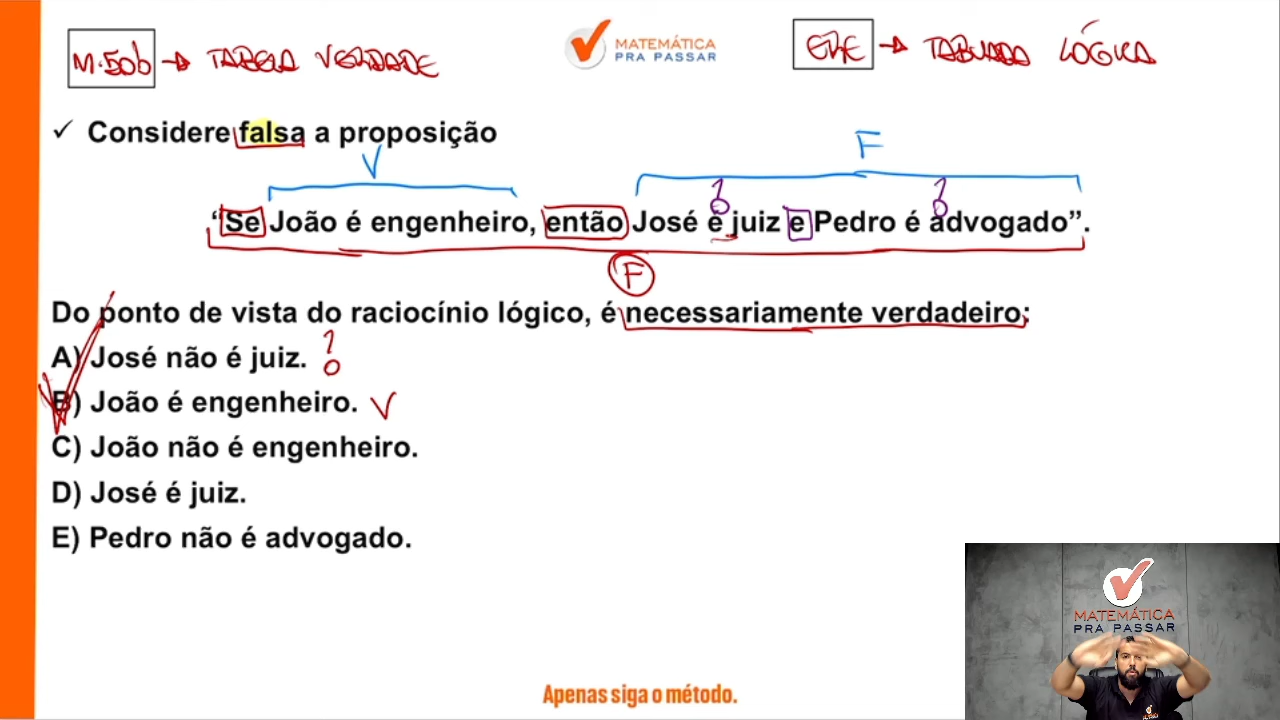 M.50b → TABELA VERDADE
MATEMÁTICA
PRA PASSAR
→ TABUADA LÓGICA
✓ Considere falsa a proposição
V
F
? ?
“Se João é engenheiro, então José é juiz e Pedro é advogado”.
F
Do ponto de vista do raciocínio lógico, é necessariamente verdadeiro:
A) José não é juiz. ?
B) João é engenheiro. V
C) João não é engenheiro.
D) José é juiz.
E) Pedro não é advogado.
MATEMÁTICA
PRA PASSAR
Apenas siga o método.